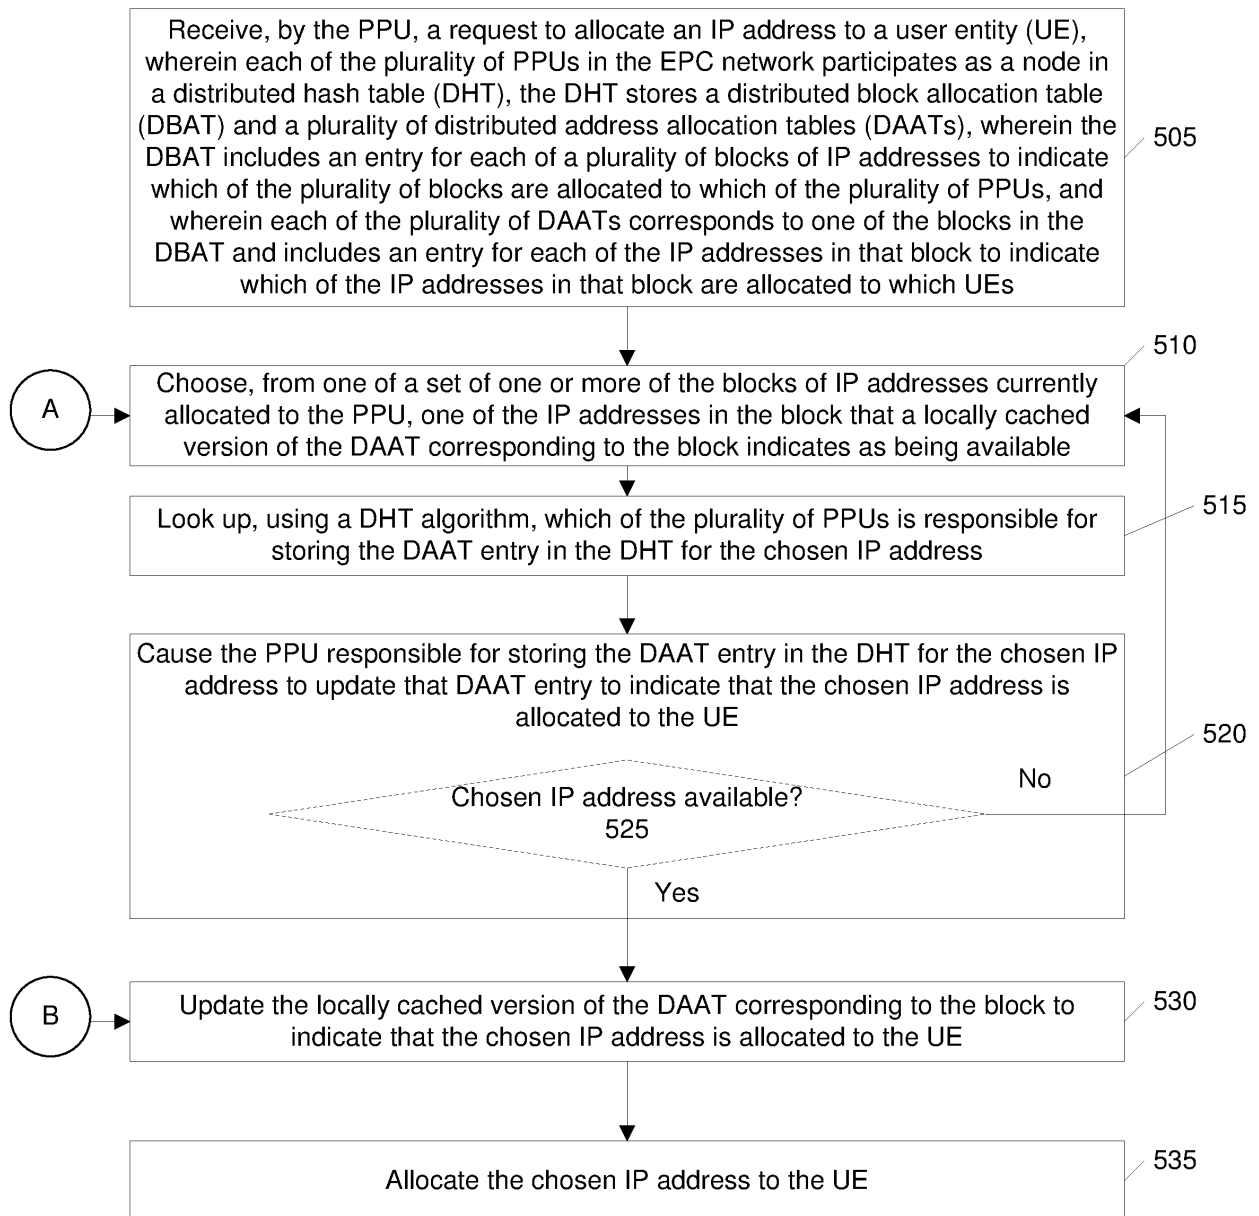 Receive, by the PPU, a request to allocate an IP address to a user entity (UE),
wherein each of the plurality of PPUs in the EPC network participates as a node in
a distributed hash table (DHT), the DHT stores a distributed block allocation table
(DBAT) and a plurality of distributed address allocation tables (DAATs), wherein the
DBAT includes an entry for each of a plurality of blocks of IP addresses to indicate
which of the plurality of blocks are allocated to which of the plurality of PPUs, and
wherein each of the plurality of DAATs corresponds to one of the blocks in the
DBAT and includes an entry for each of the IP addresses in that block to indicate
which of the IP addresses in that block are allocated to which UEs
505
510
A
Choose, from one of a set of one or more of the blocks of IP addresses currently
allocated to the PPU, one of the IP addresses in the block that a locally cached
version of the DAAT corresponding to the block indicates as being available
515
Look up, using a DHT algorithm, which of the plurality of PPUs is responsible for
storing the DAAT entry in the DHT for the chosen IP address
Cause the PPU responsible for storing the DAAT entry in the DHT for the chosen IP
address to update that DAAT entry to indicate that the chosen IP address is
allocated to the UE
520
Chosen IP address available?
525
No
Yes
B
Update the locally cached version of the DAAT corresponding to the block to
indicate that the chosen IP address is allocated to the UE
530
Allocate the chosen IP address to the UE
535